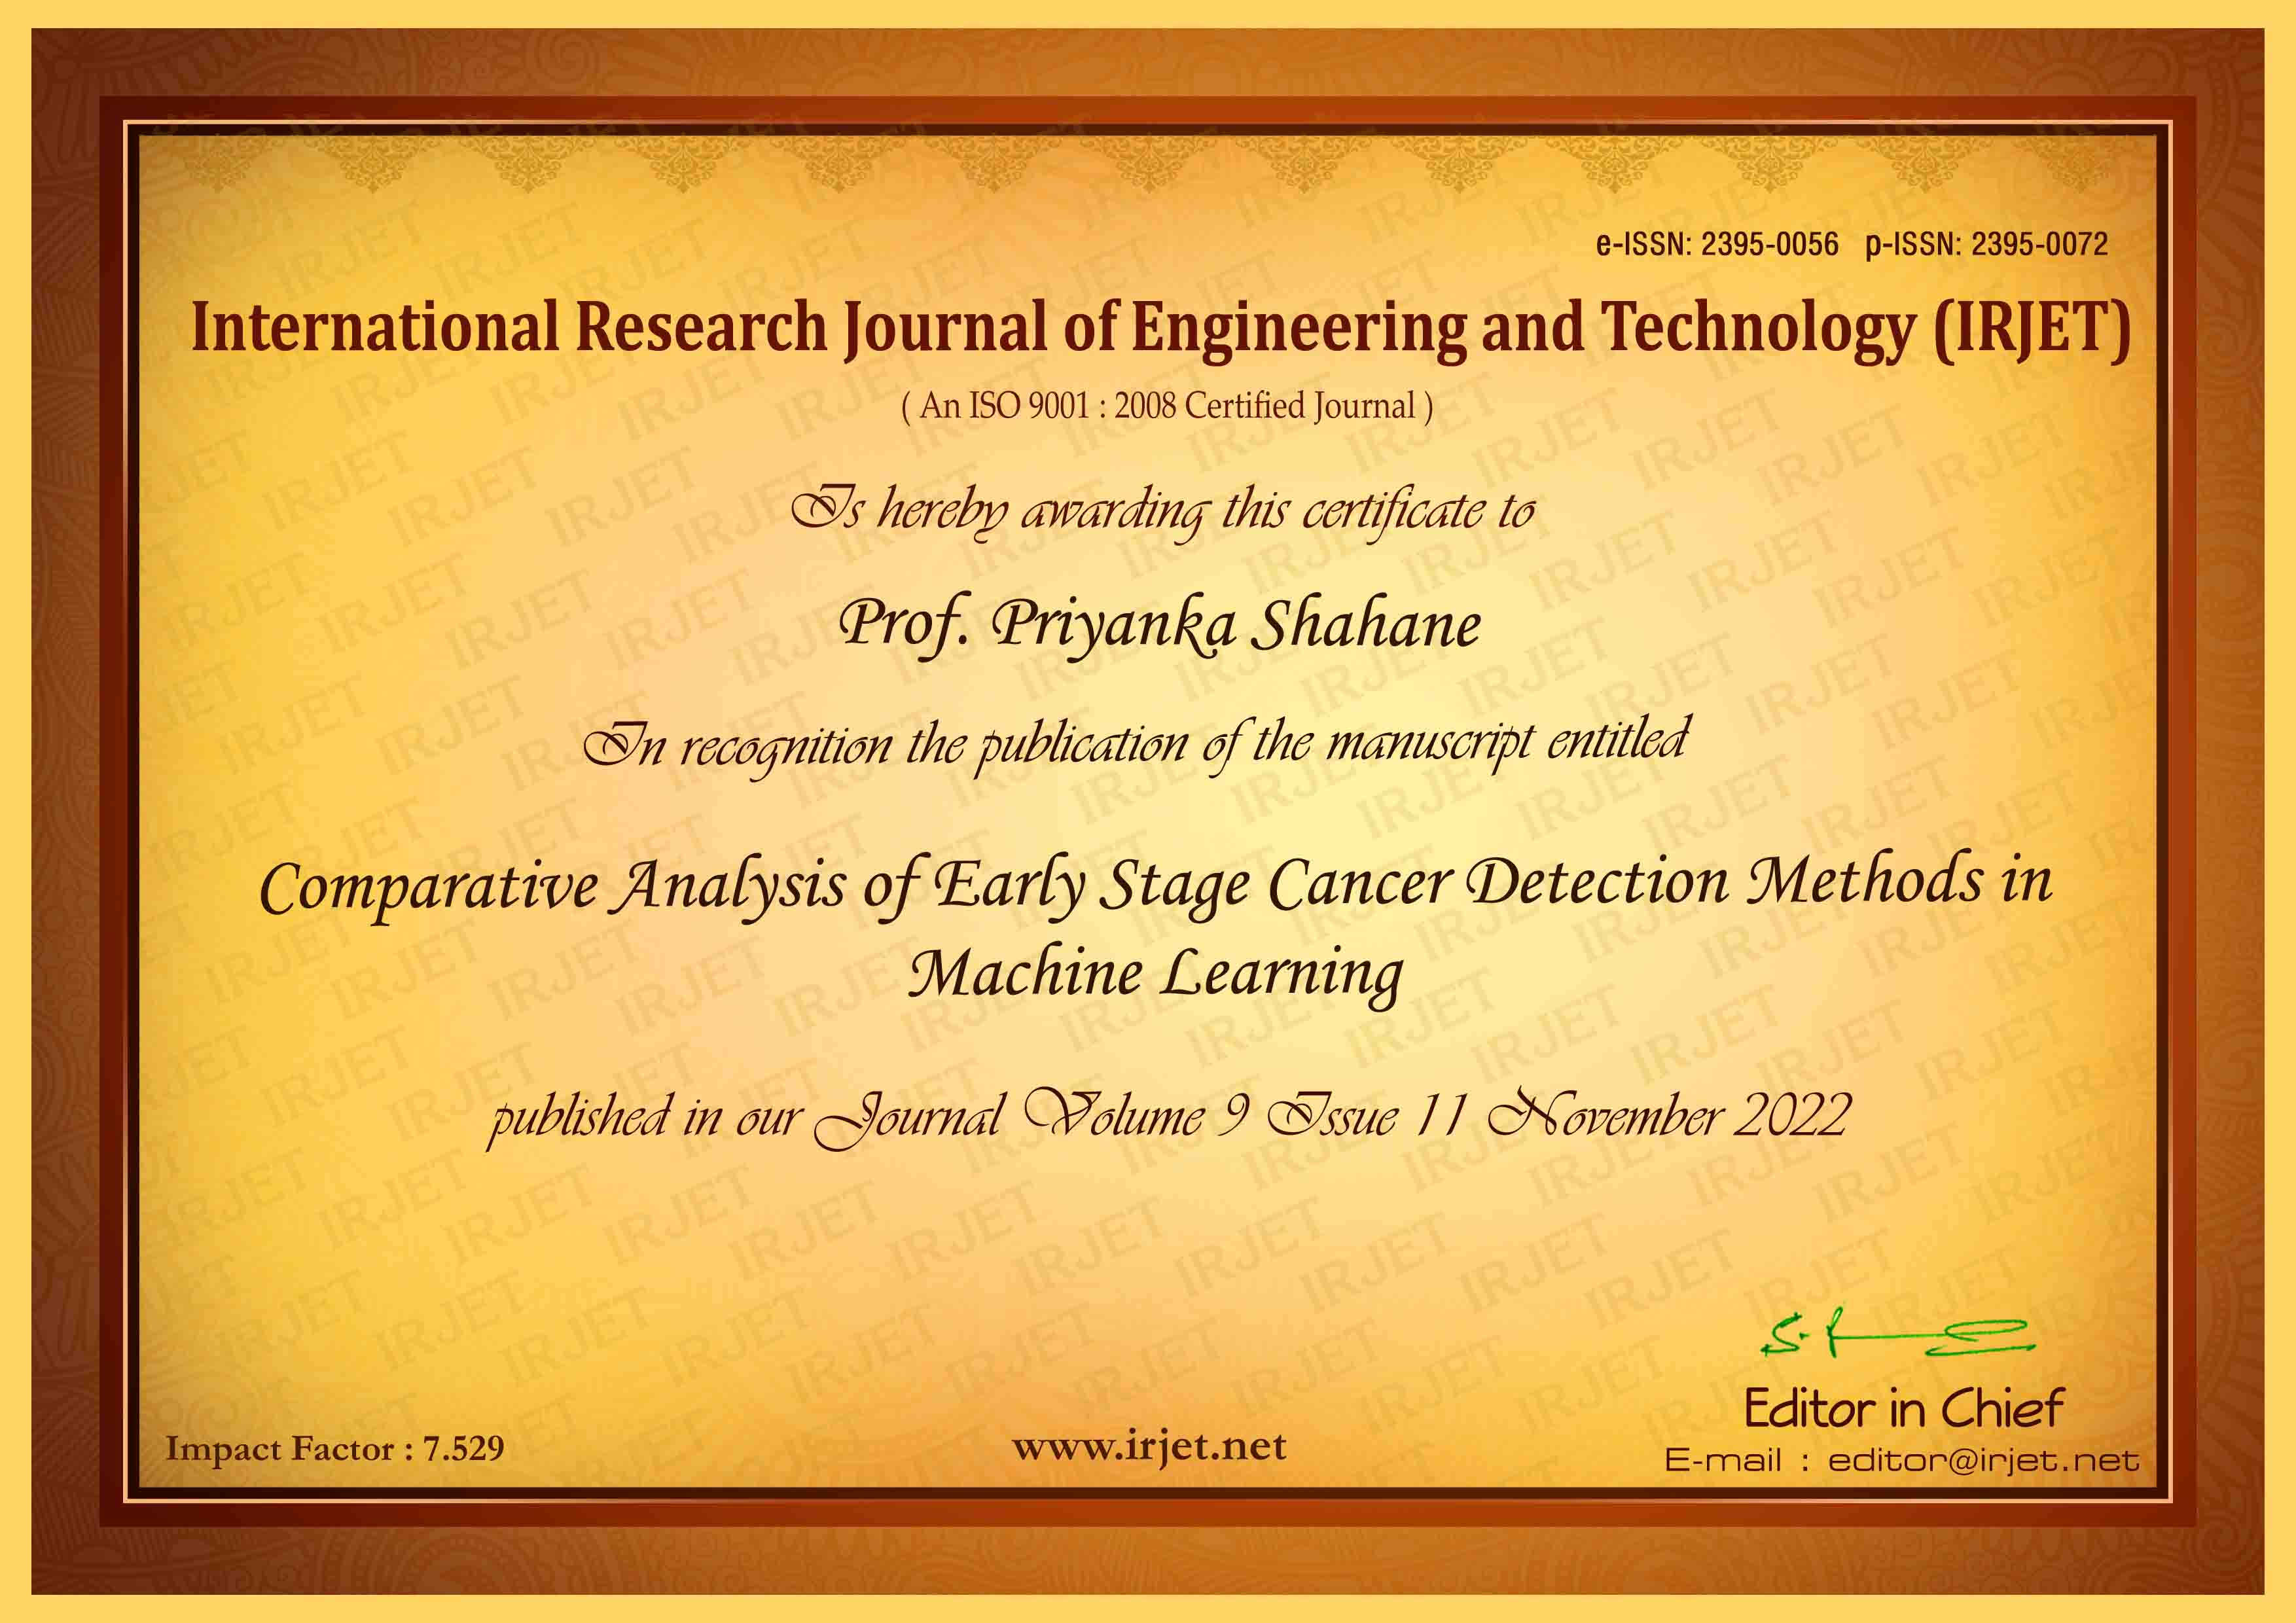 e-ISSN: 2395-0056 p-ISSN: 2395-0072
International Research Journal of Engineering and Technology (IRJET)
( An ISO 9001 : 2008 Certified Journal )
Is hereby awarding this certificate to
Prof. Priyanka Shahane
In recognition the publication of the manuscript entitled
Comparative Analysis of Early Stage Cancer Detection Methods in
Machine Learning
published in our Journal Volume 9 Issue 11 November 2022
Editor in Chief
Impact Factor : 7.529
www.irjet.net
E-mail : editor@irjet.net